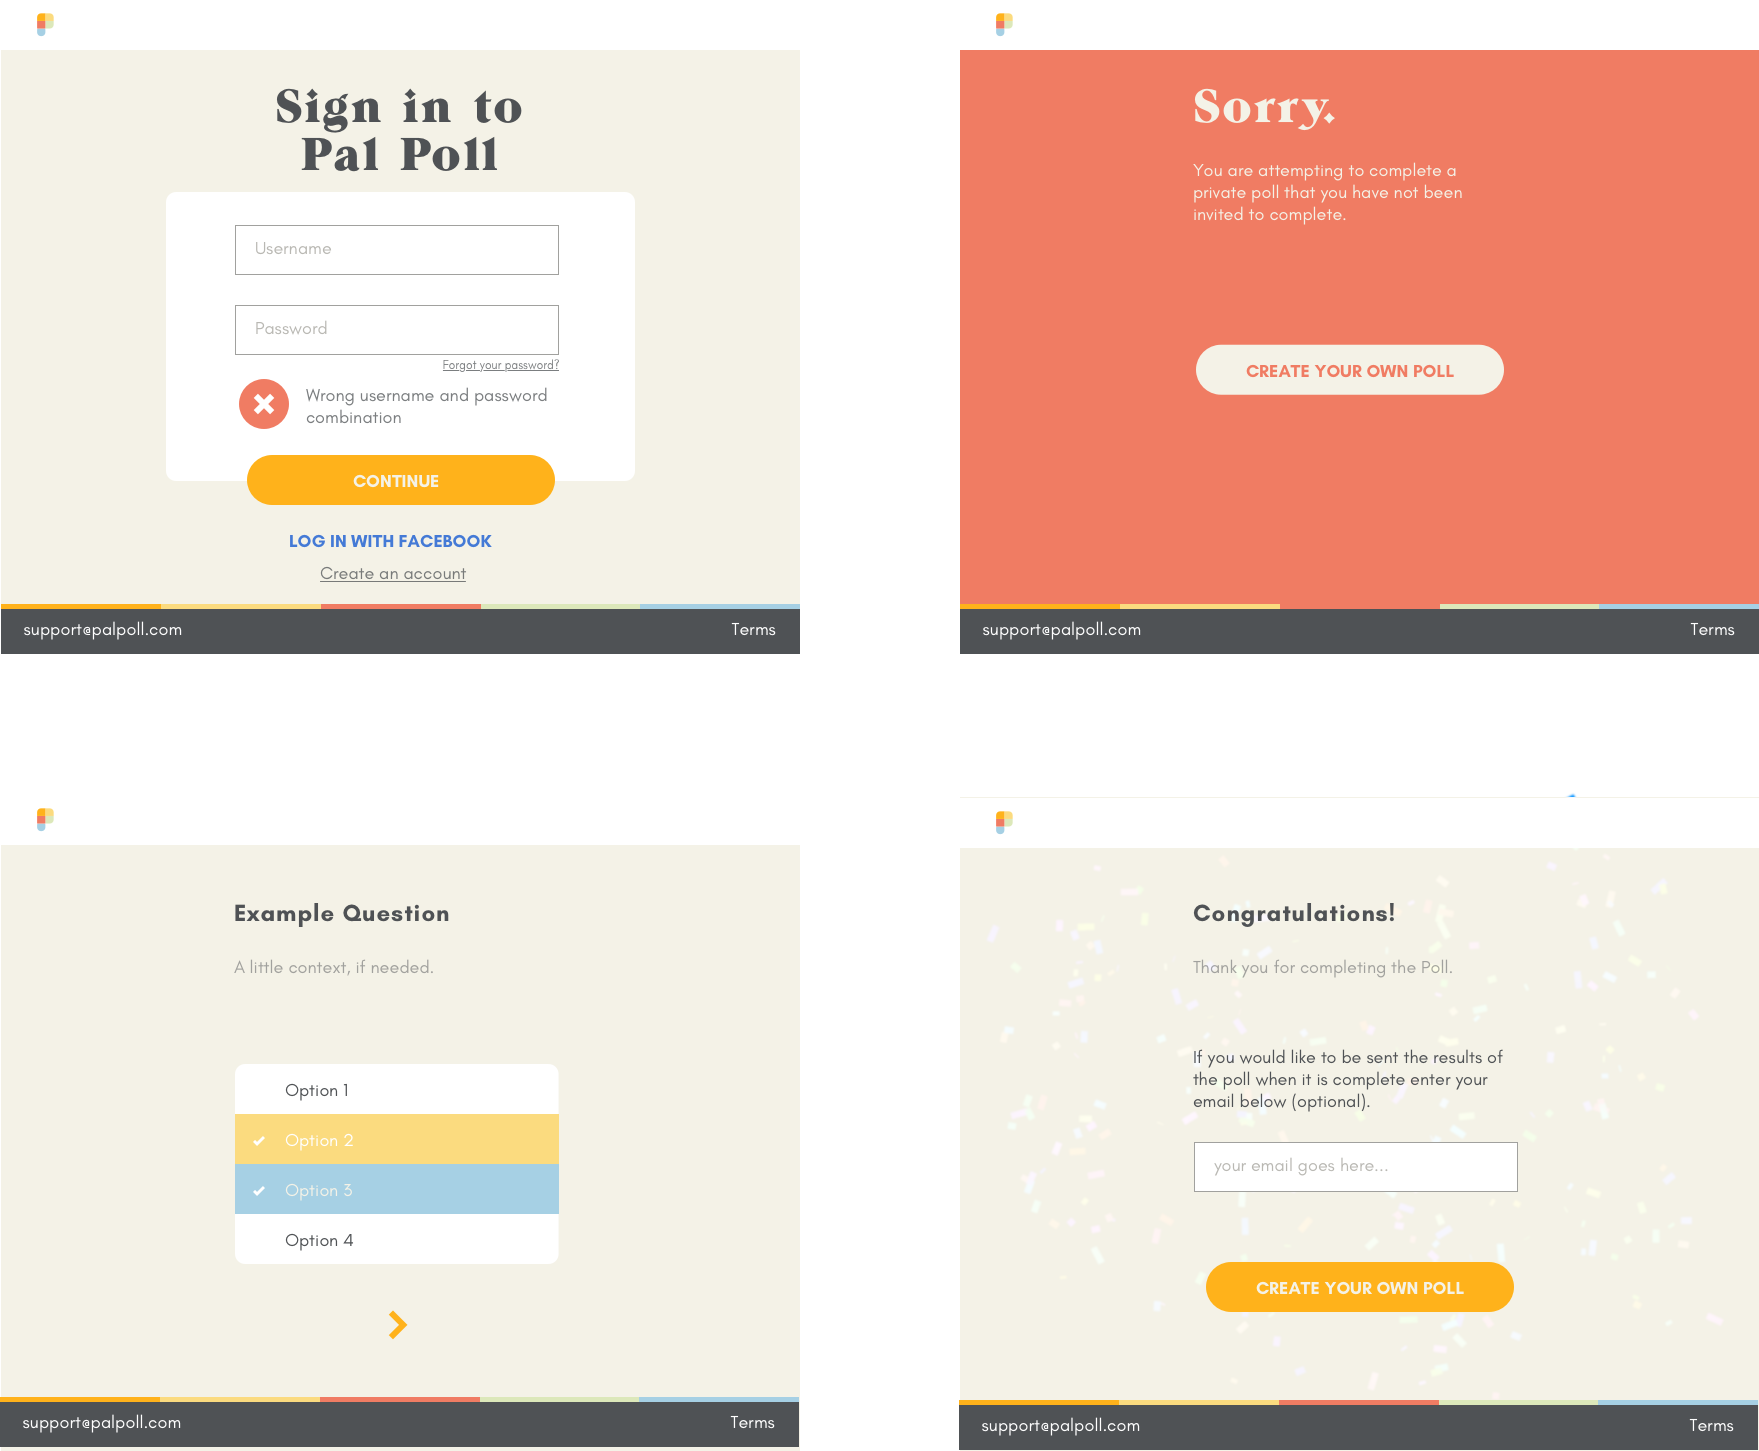 Sign in to
Pal Poll
Username
Password
Forgot your password?
Wrong username and password
combination
CONTINUE
LOG IN WITH FACEBOOK
Create an account
support@palpoll.com
Terms
Sorry.
You are attempting to complete a
private poll that you have not been
invited to complete.
CREATE YOUR OWN POLL
support@palpoll.com
Terms
Example Question
A little context, if needed.
Option 1
Option 2
Option 3
Option 4
support@palpoll.com
Terms
Congratulations!
Thank you for completing the Poll.
If you would like to be sent the results of
the poll when it is complete enter your
email below (optional).
your email goes here...
CREATE YOUR OWN POLL
support@palpoll.com
Terms